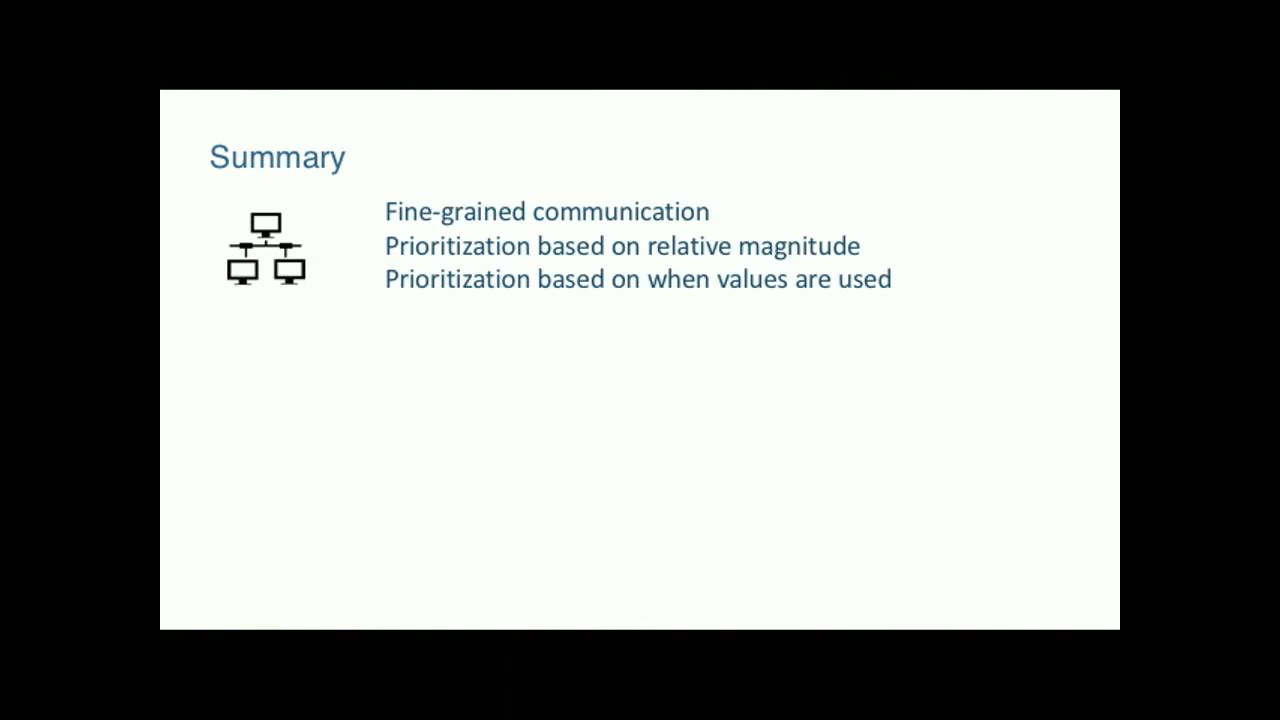 Summary
Fine-grained communication
Prioritization based on relative magnitude
Prioritization based on when values are used